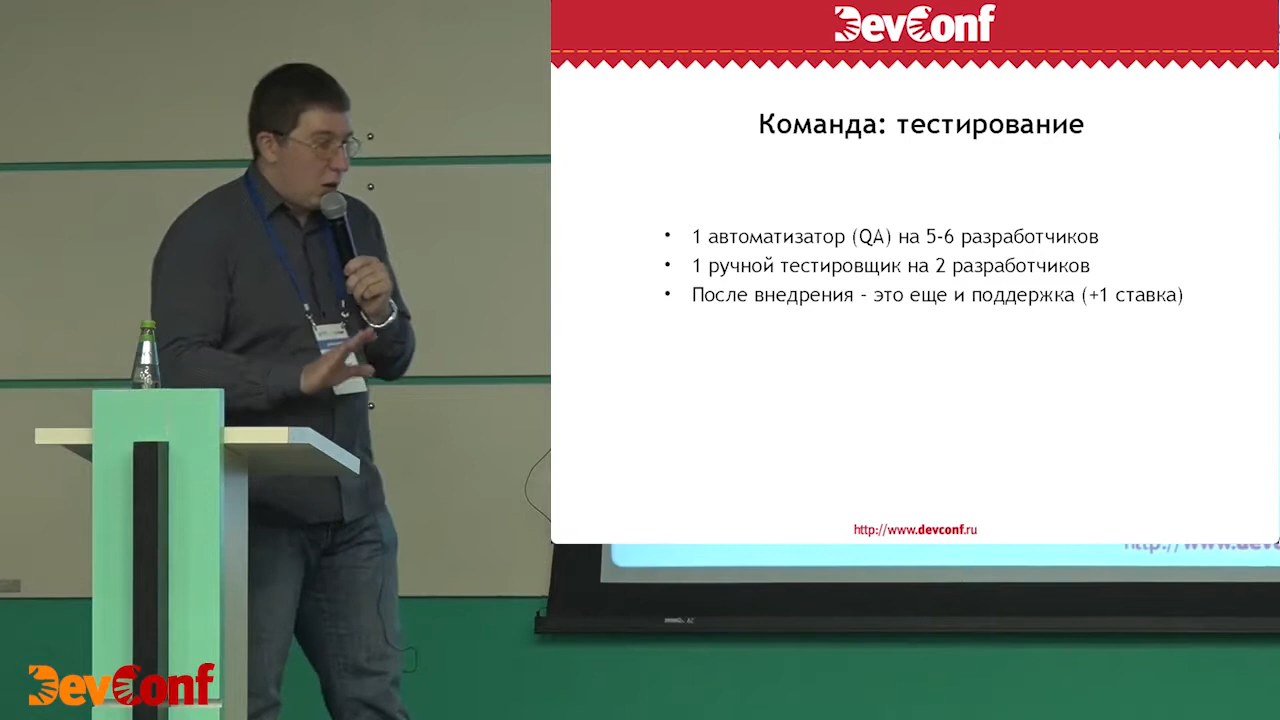 DevConf
Команда: тестирование
• 1 автоматизатор (QA) на 5-6 разработчиков
• 1 ручной тестировщик на 2 разработчиков
• После внедрения - это еще и поддержка (+1 ставка)
http://www.devconf.ru
DevConf